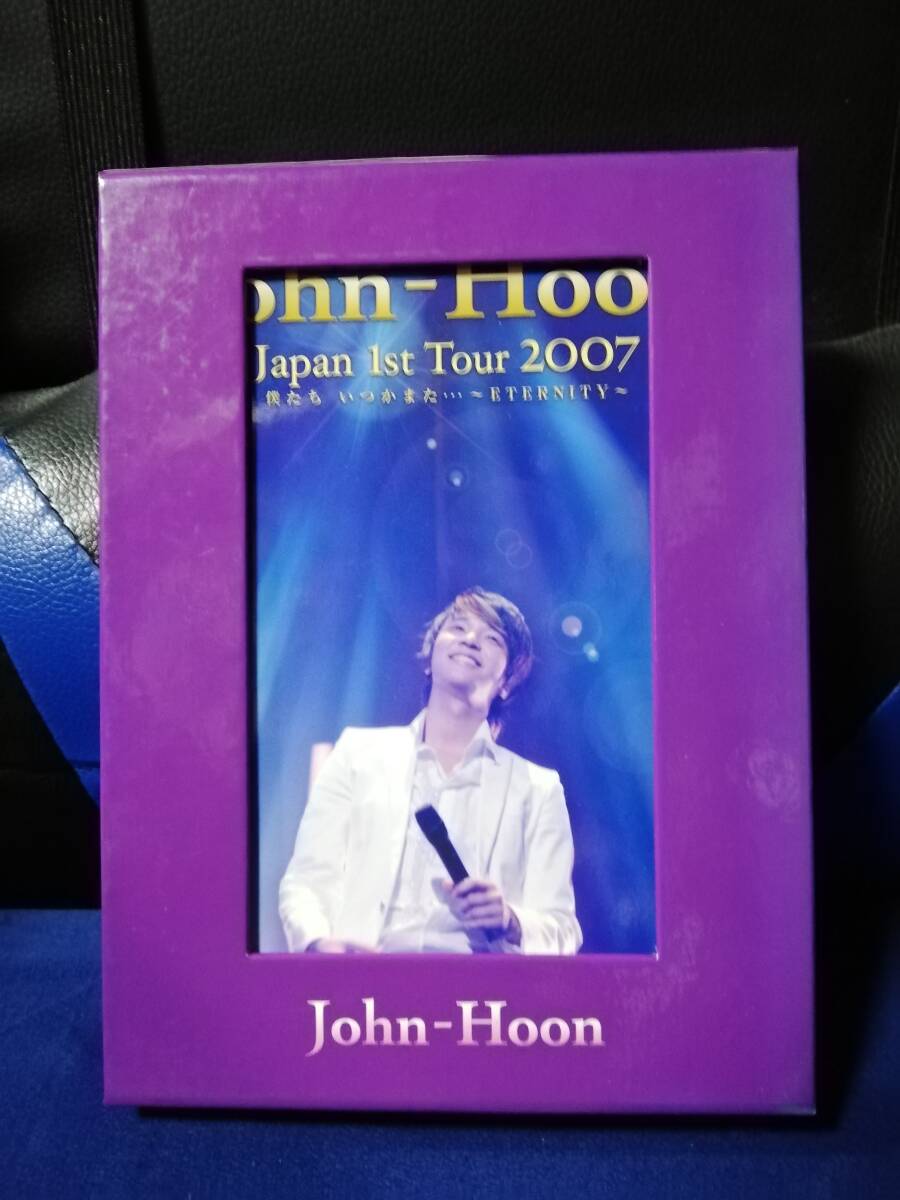 ohn-Hoo
Japan 1st Tour 2007
僕たち いつかまた… ~ETERNITY~
John-Hoon